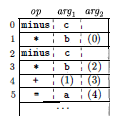 op arg₁ arg₂
0 minus c
1 * b (0)
2 minus c
3 * b (2)
4 + (1) (3)
5 = a (4)
...